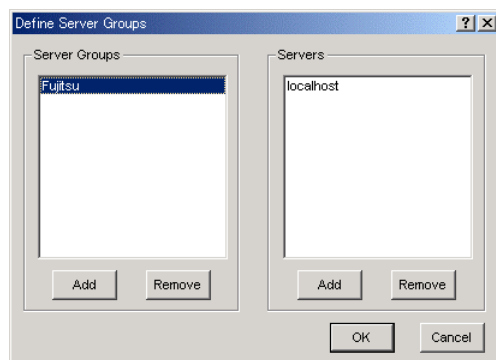 Define Server Groups
Server Groups
Fujitsu
Add
Remove
Servers
localhost
Add
Remove
OK
Cancel